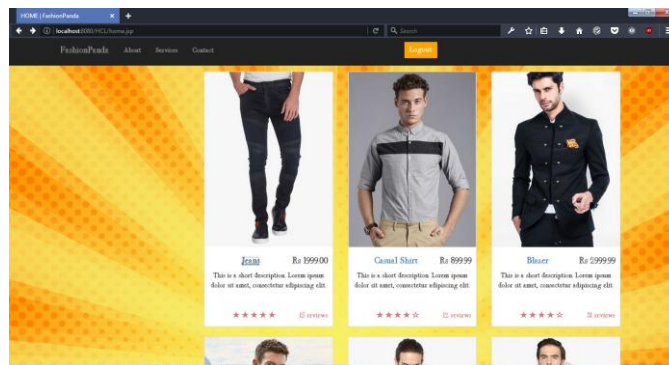 HOME | FashionPanda
localhost:8080/HCL/home.jsp
Search
FashionPanda About Services Contact
Logout
Jeans Rs 1999.00
This is a short description. Lorem ipsum
dolor sit amet, consectetur adipiscing elit.
★★★★★ 15 reviews
Casual Shirt Rs 899.99
This is a short description. Lorem ipsum
dolor sit amet, consectetur adipiscing elit.
★★★★☆ reviews
Blazer Rs 2999.99
This is a short description. Lorem ipsum
dolor sit amet, consectetur adipiscing elit.
★★★★☆ 31 reviews